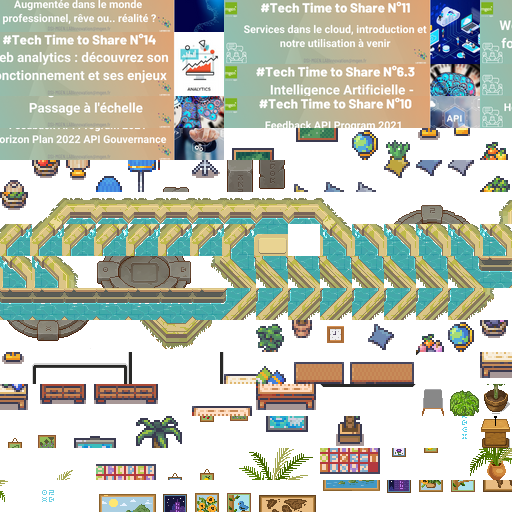 Augmentée dans le monde
professionnel, rêve ou.. réalité ?
#Tech Time to Share N°14
eb analytics : découvrez son
onctionnement et ses enjeux
ANALYTICS
Passage à l'échelle
orizon Plan 2022 API Gouvernance
#Tech Time to Share N°11
Services dans le cloud, introduction et
notre utilisation à venir
#Tech Time to Share N°6.3
Intelligence Artificielle -
#Tech Time to Share N°10
Feedback API Program 2021
API
W
fo